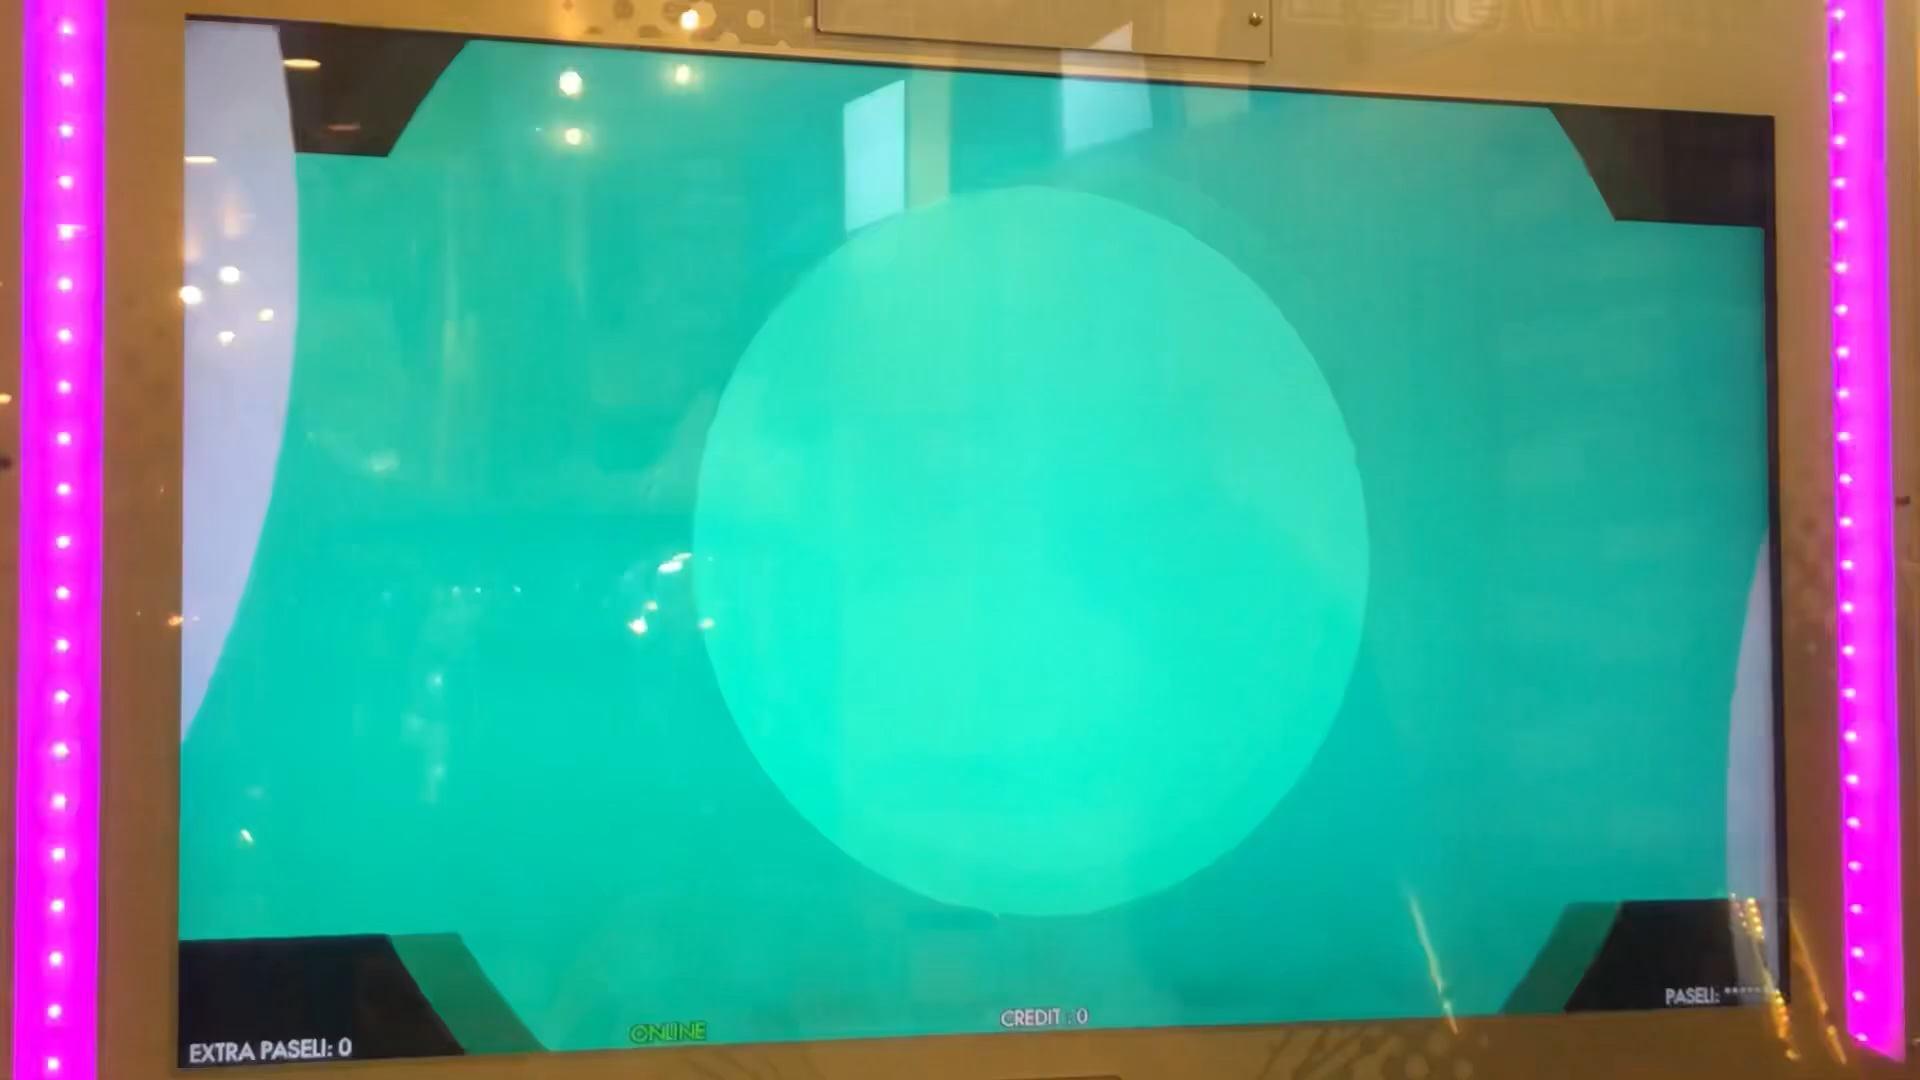 EXTRA PASELI: 0
ONLINE
CREDIT : 0
PASELI: ******